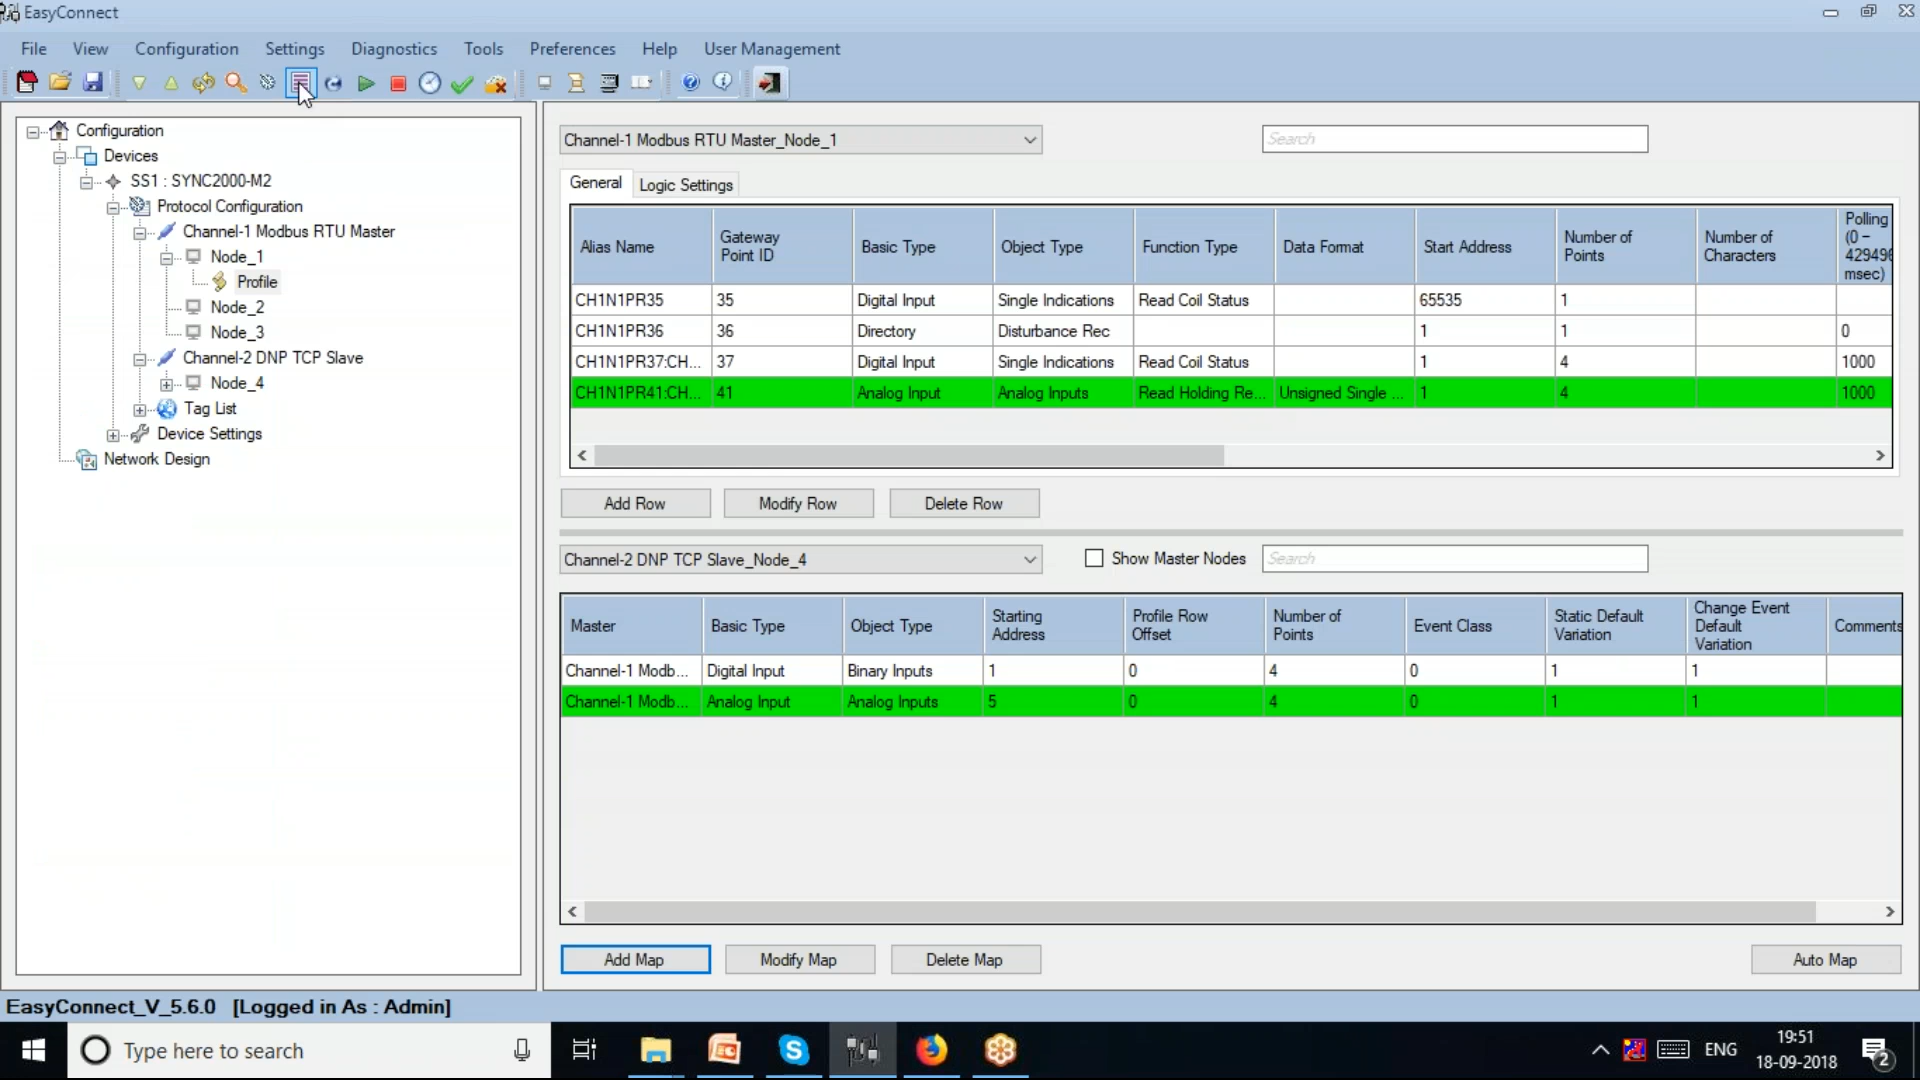 EasyConnect
File View Configuration Settings Diagnostics Tools Preferences Help User Management
Configuration
Devices
SS1 : SYNC2000-M2
Protocol Configuration
Channel-1 Modbus RTU Master
Node_1
Profile
Node_2
Node_3
Channel-2 DNP TCP Slave
Node_4
Tag List
Device Settings
Network Design
Channel-1 Modbus RTU Master_Node_1 Search
General Logic Settings
Alias Name Gateway Point ID Basic Type Object Type Function Type Data Format Start Address Number of Points Number of Characters Polling (0 – 429496 msec)
CH1N1PR35 35 Digital Input Single Indications Read Coil Status 65535 1
CH1N1PR36 36 Directory Disturbance Rec 1 1 0
CH1N1PR37:CH... 37 Digital Input Single Indications Read Coil Status 1 4 1000
CH1N1PR41:CH... 41 Analog Input Analog Inputs Read Holding Re... Unsigned Single ... 1 4 1000
Add Row Modify Row Delete Row
Channel-2 DNP TCP Slave_Node_4 Show Master Nodes Search
Master Basic Type Object Type Starting Address Profile Row Offset Number of Points Event Class Static Default Variation Change Event Default Variation Comments
Channel-1 Modb... Digital Input Binary Inputs 1 0 4 0 1 1
Channel-1 Modb... Analog Input Analog Inputs 5 0 4 0 1 1
Add Map Modify Map Delete Map Auto Map
EasyConnect_V_5.6.0 [Logged in As : Admin]
Type here to search ENG 19:51
18-09-2018 2